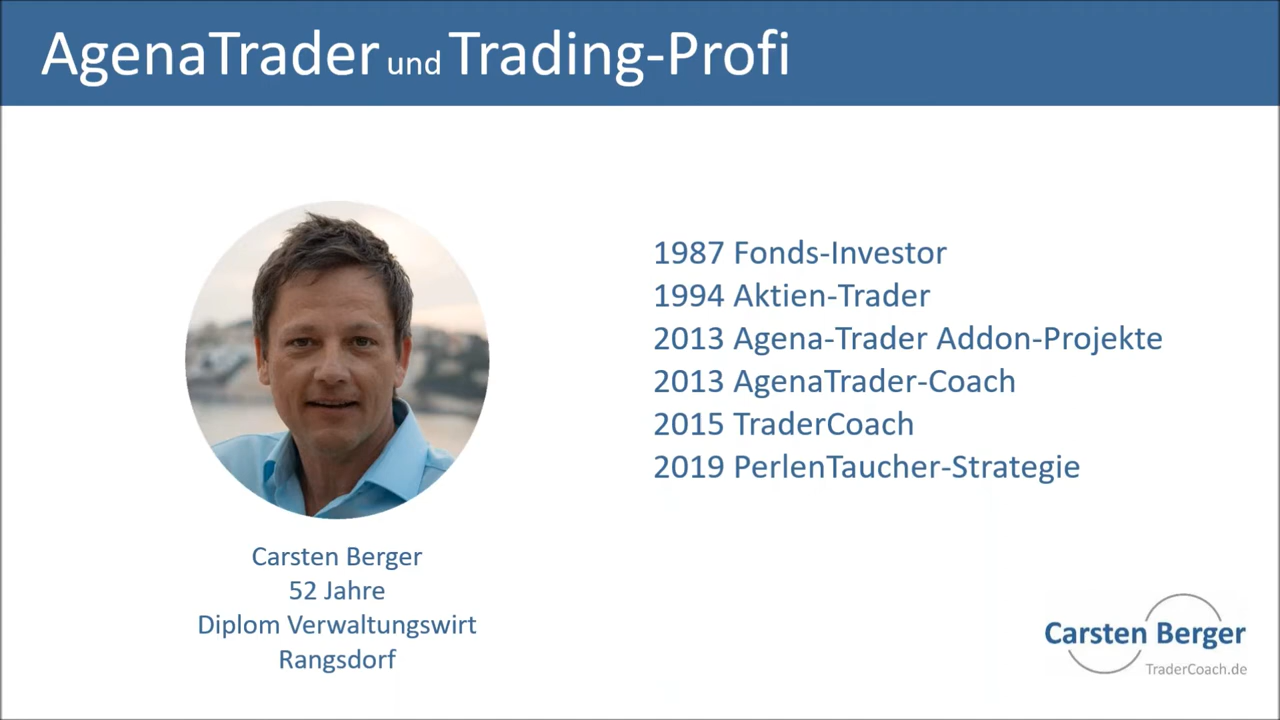 AgenaTrader und Trading-Profi
1987 Fonds-Investor
1994 Aktien-Trader
2013 Agena-Trader Addon-Projekte
2013 AgenaTrader-Coach
2015 TraderCoach
2019 PerlenTaucher-Strategie
Carsten Berger
52 Jahre
Diplom Verwaltungswirt
Rangsdorf
Carsten Berger
TraderCoach.de